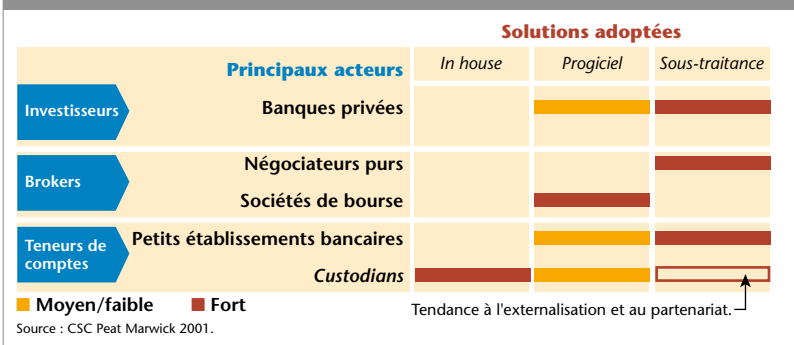 Solutions adoptées
Principaux acteurs
In house
Progiciel
Sous-traitance
Investisseurs
Banques privées
Brokers
Négociateurs purs
Sociétés de bourse
Teneurs de
comptes
Petits établissements bancaires
Custodians
Moyen/faible
Fort
Tendance à l'externalisation et au partenariat.
Source : CSC Peat Marwick 2001.